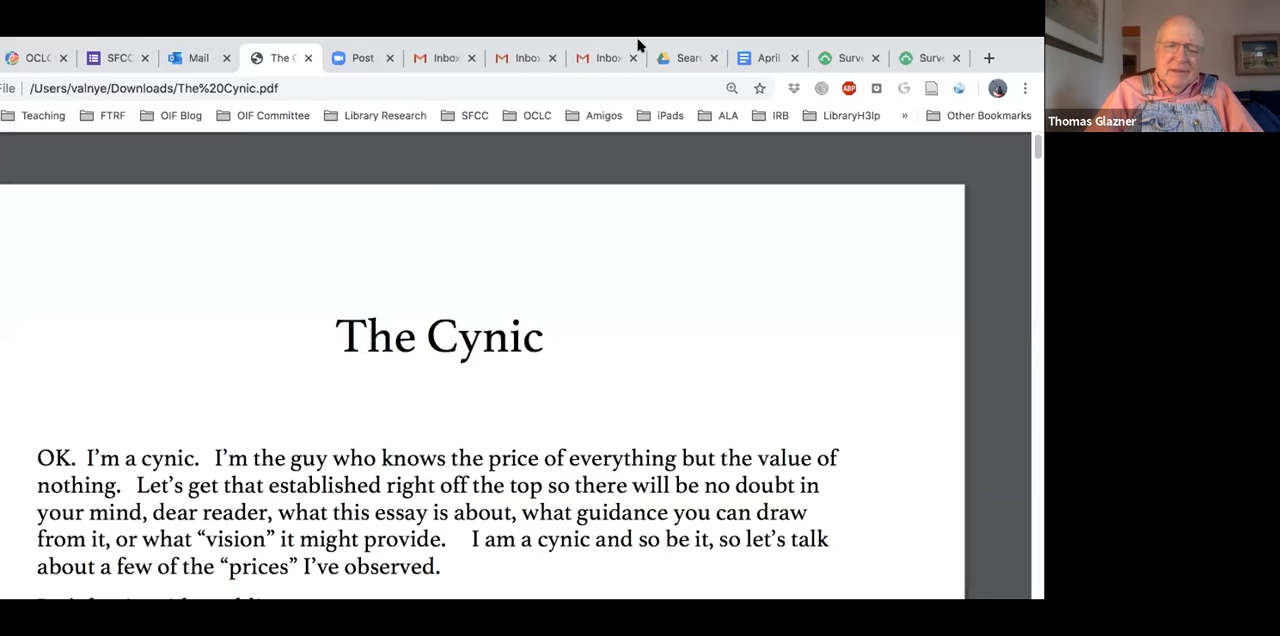 OCLC SFCC Mail The C Post Inbox Inbox Inbox Sear April Surve Surve
File /Users/valnye/Downloads/The%20Cynic.pdf
ABP
Teaching FTRF OIF Blog OIF Committee Library Research SFCC OCLC Amigos iPads ALA IRB LibraryH3lp » Other Bookmarks
Thomas Glazner
The Cynic
OK. I'm a cynic. I'm the guy who knows the price of everything but the value of
nothing. Let's get that established right off the top so there will be no doubt in
your mind, dear reader, what this essay is about, what guidance you can draw
from it, or what “vision” it might provide. I am a cynic and so be it, so let's talk
about a few of the “prices” I've observed.